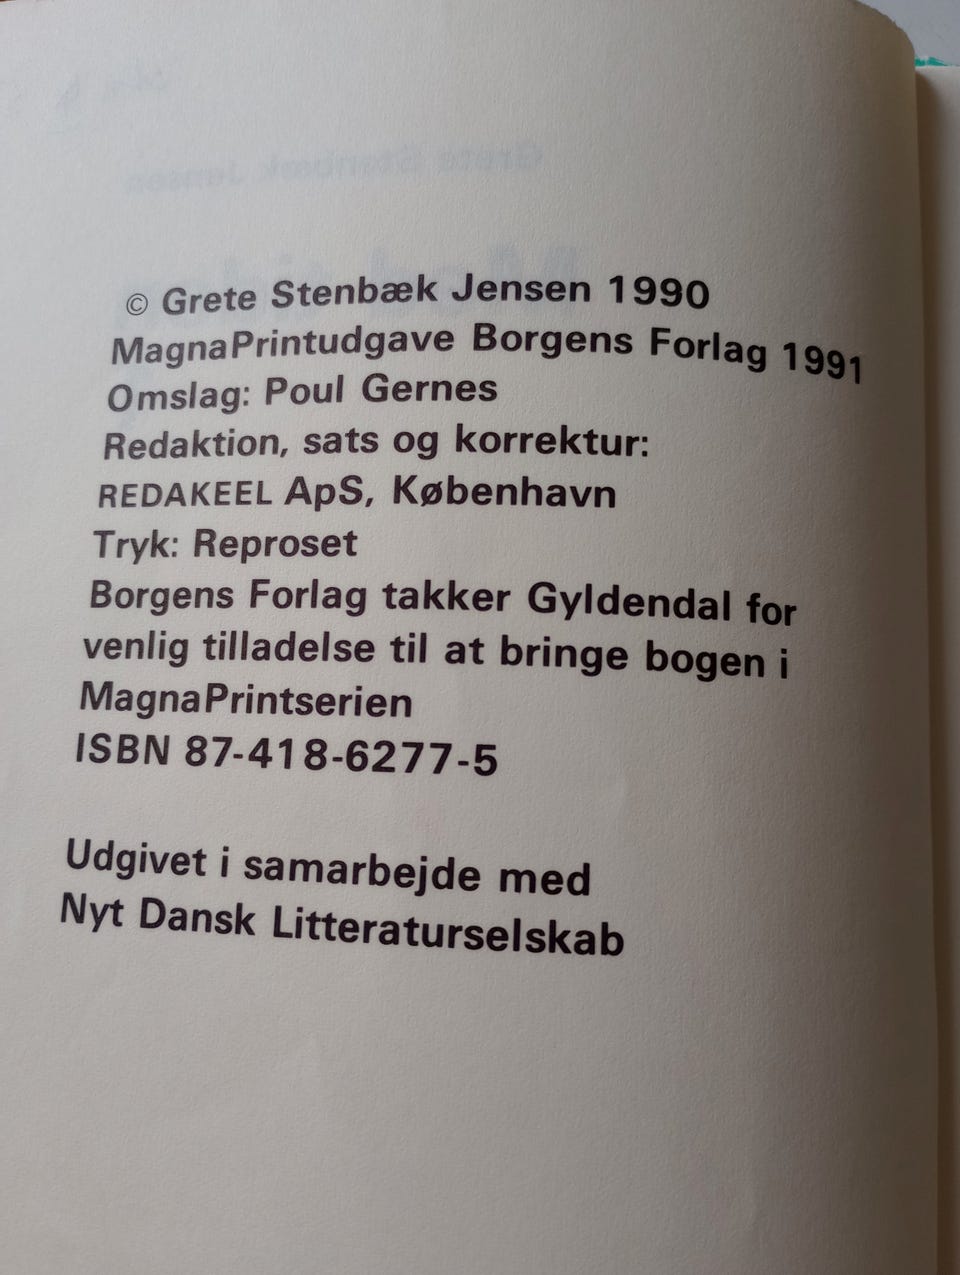 © Grete Stenbæk Jensen 1990
MagnaPrintudgave Borgens Forlag 1991
Omslag: Poul Gernes
Redaktion, sats og korrektur:
REDAKEEL ApS, København
Tryk: Reproset
Borgens Forlag takker Gyldendal for
venlig tilladelse til at bringe bogen i
MagnaPrintserien
ISBN 87-418-6277-5
Udgivet i samarbejde med
Nyt Dansk Litteraturselskab